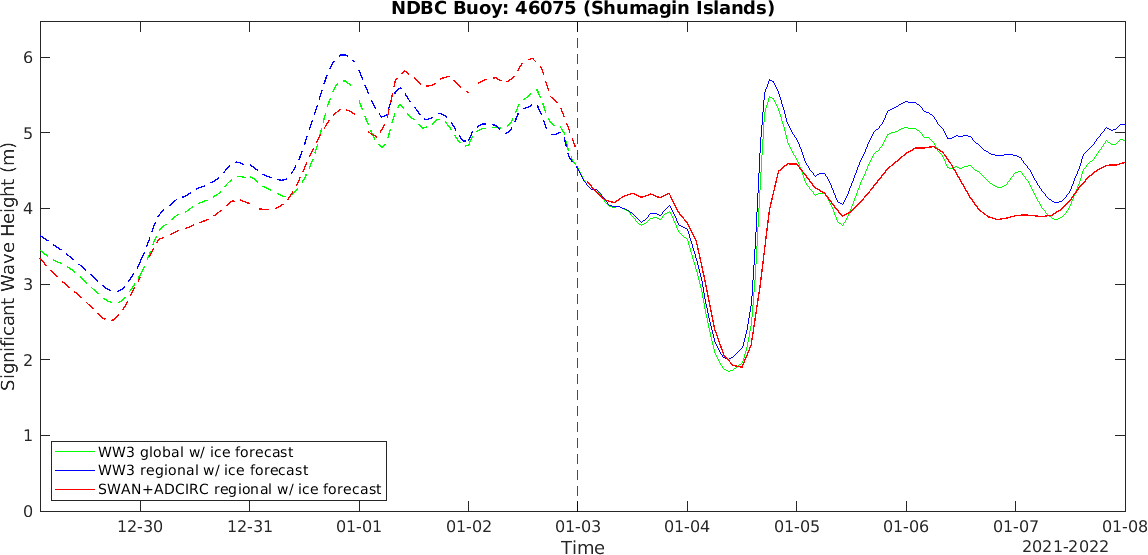 NDBC Buoy: 46075 (Shumagin Islands)
Significant Wave Height (m)
6
5
4
3
2
1
0
WW3 global w/ ice forecast
WW3 regional w/ ice forecast
SWAN+ADCIRC regional w/ ice forecast
12-30 12-31 01-01 01-02 01-03 01-04 01-05 01-06 01-07 01-08
Time
2021-2022